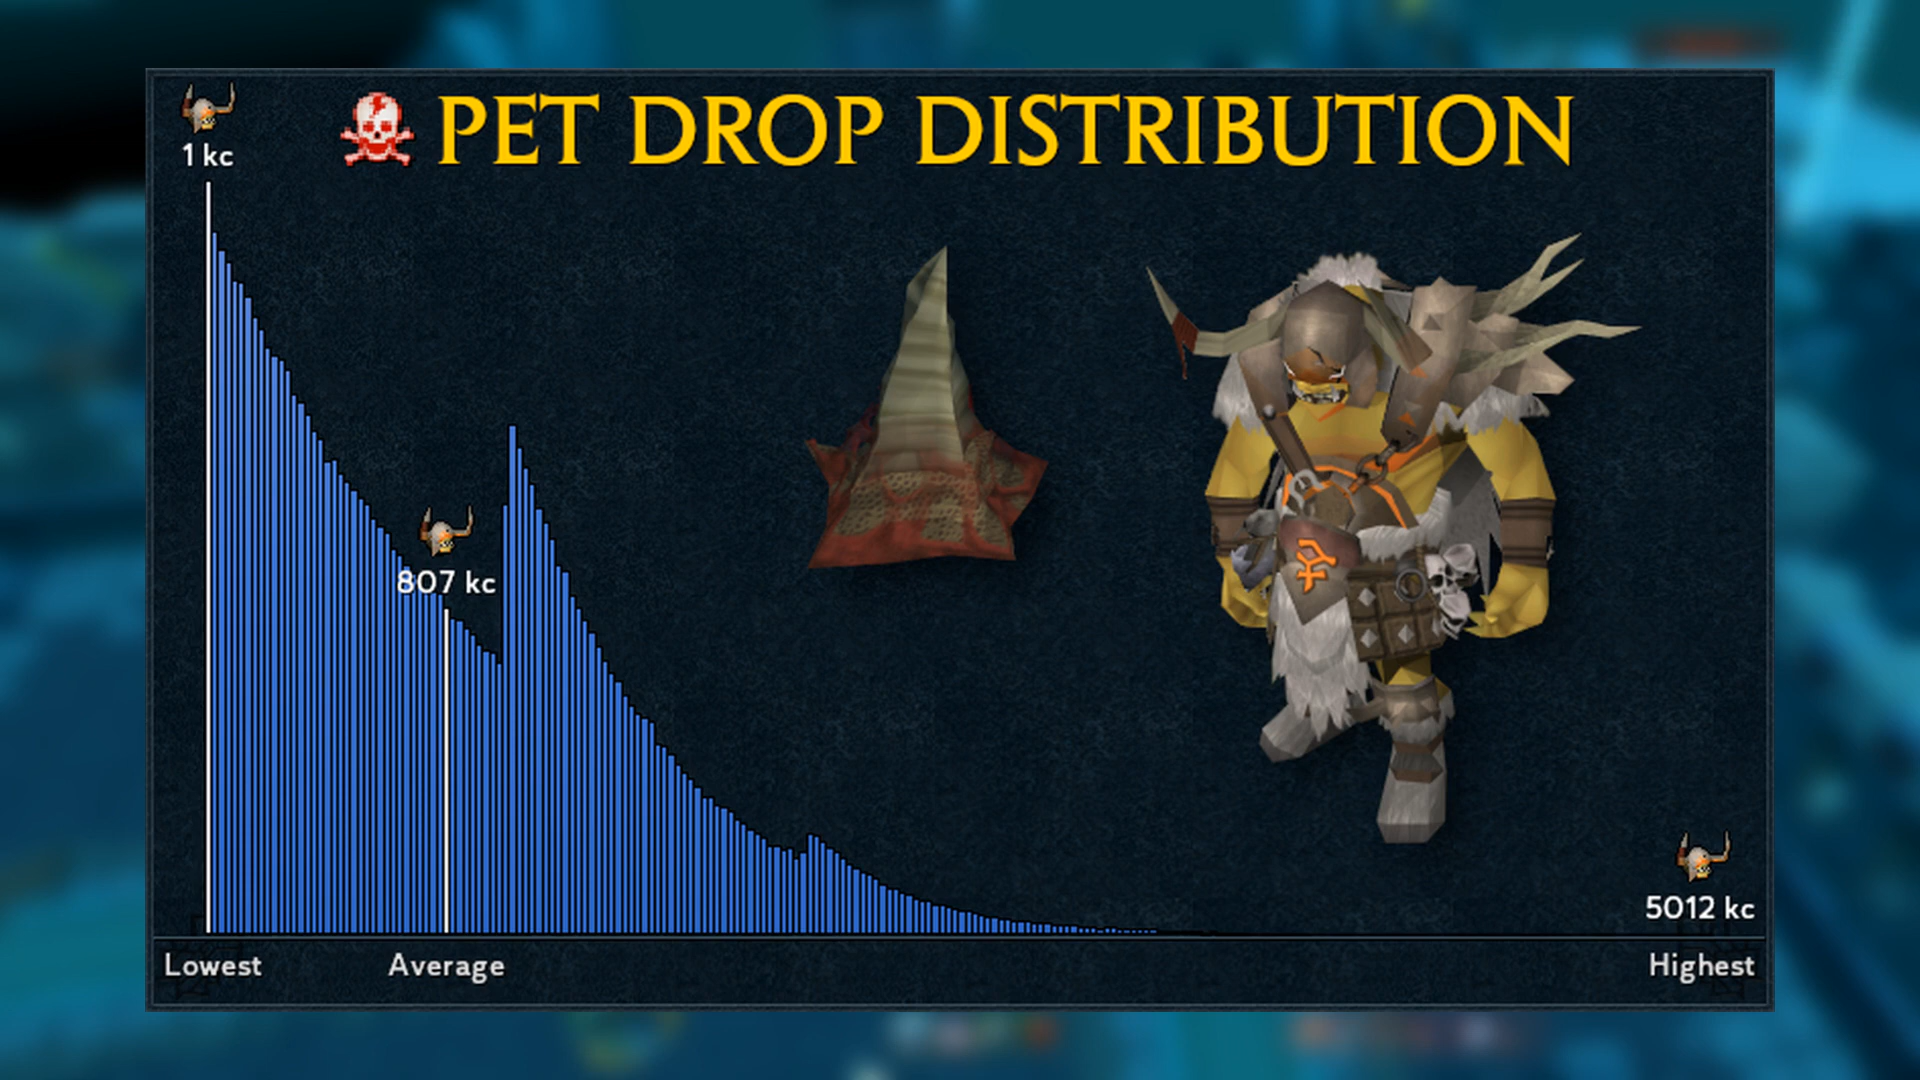 PET DROP DISTRIBUTION
1 kc
807 kc
5012 kc
Lowest
Average
Highest